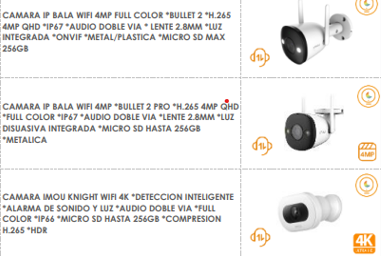 CAMARA IP BALA WIFI 4MP FULL COLOR *BULLET 2 *H.265
4MP QHD *IP67 *AUDIO DOBLE VIA * LENTE 2.8MM *LUZ
INTEGRADA *ONVIF *METAL/PLASTICA *MICRO SD MAX
256GB
CAMARA IP BALA WIFI 4MP *BULLET 2 PRO *H.265 4MP QHD
*FULL COLOR *IP67 *AUDIO DOBLE VIA *LENTE 2.8MM *LUZ
DISUASIVA INTEGRADA *MICRO SD HASTA 256GB
*METALICA
4MP
CAMARA IMOU KNIGHT WIFI 4K *DETECCION INTELIGENTE
*ALARMA DE SONIDO Y LUZ *AUDIO DOBLE VIA *FULL
COLOR *IP66 *MICRO SD HASTA 256GB *COMPRESION
H.265 *HDR
4K